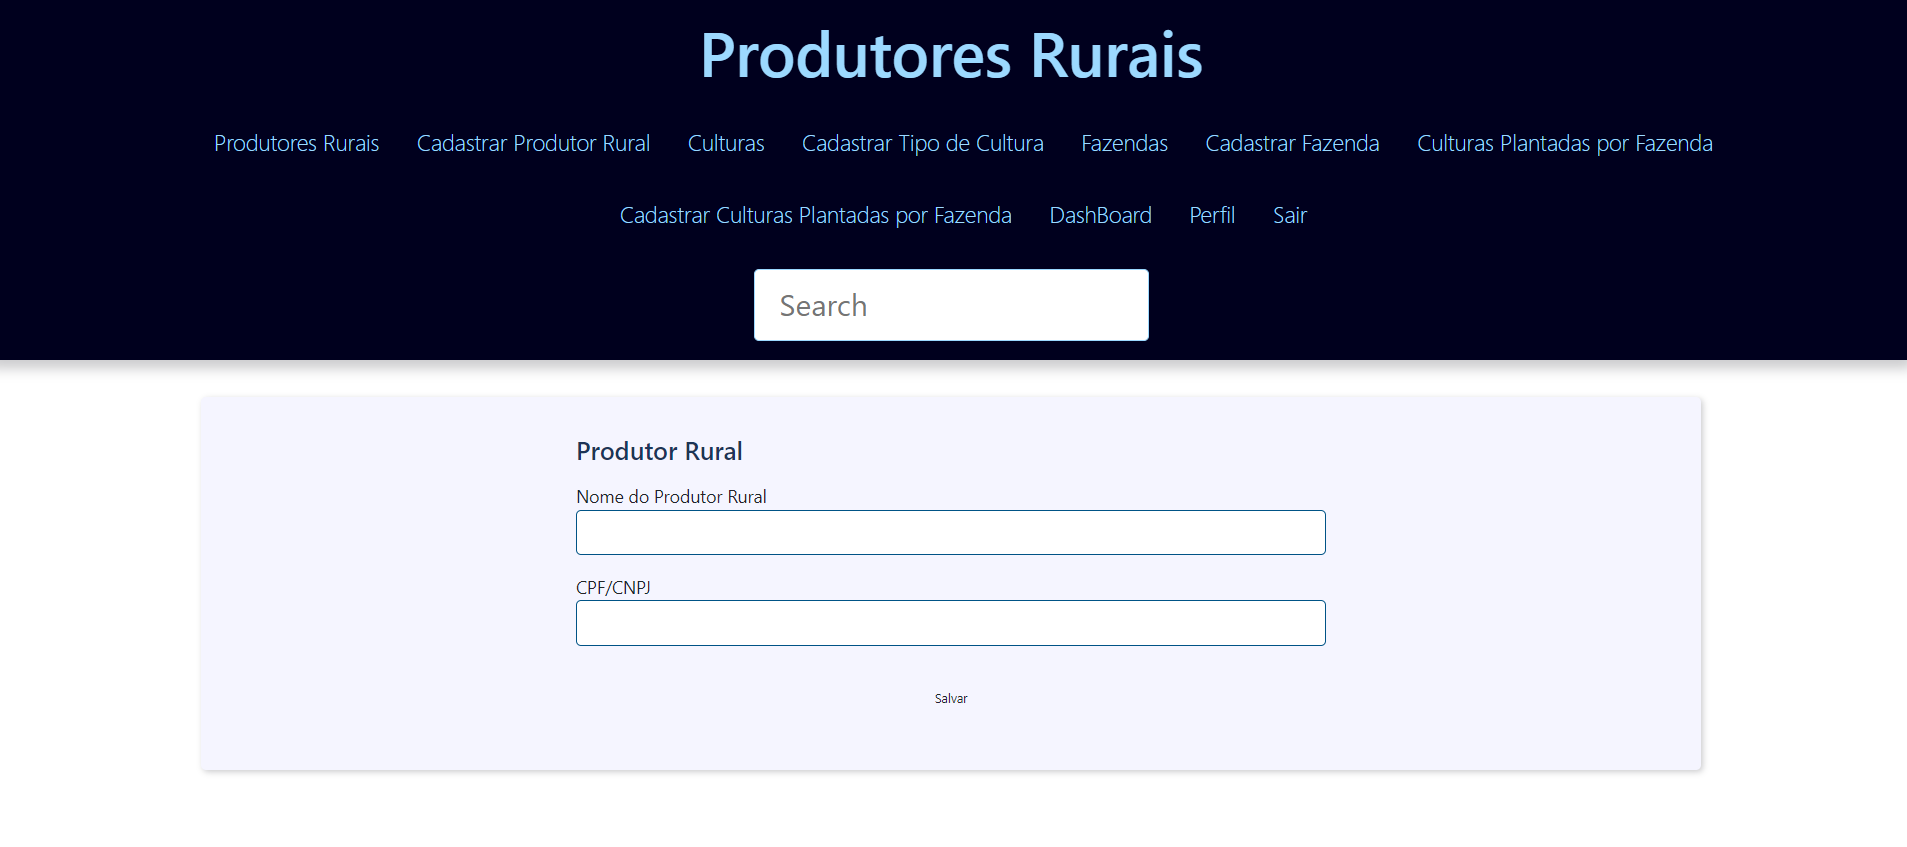 Produtores Rurais
Produtores Rurais Cadastrar Produtor Rural Culturas Cadastrar Tipo de Cultura Fazendas Cadastrar Fazenda Culturas Plantadas por Fazenda
Cadastrar Culturas Plantadas por Fazenda DashBoard Perfil Sair
Search
Produtor Rural
Nome do Produtor Rural
CPF/CNPJ
Salvar